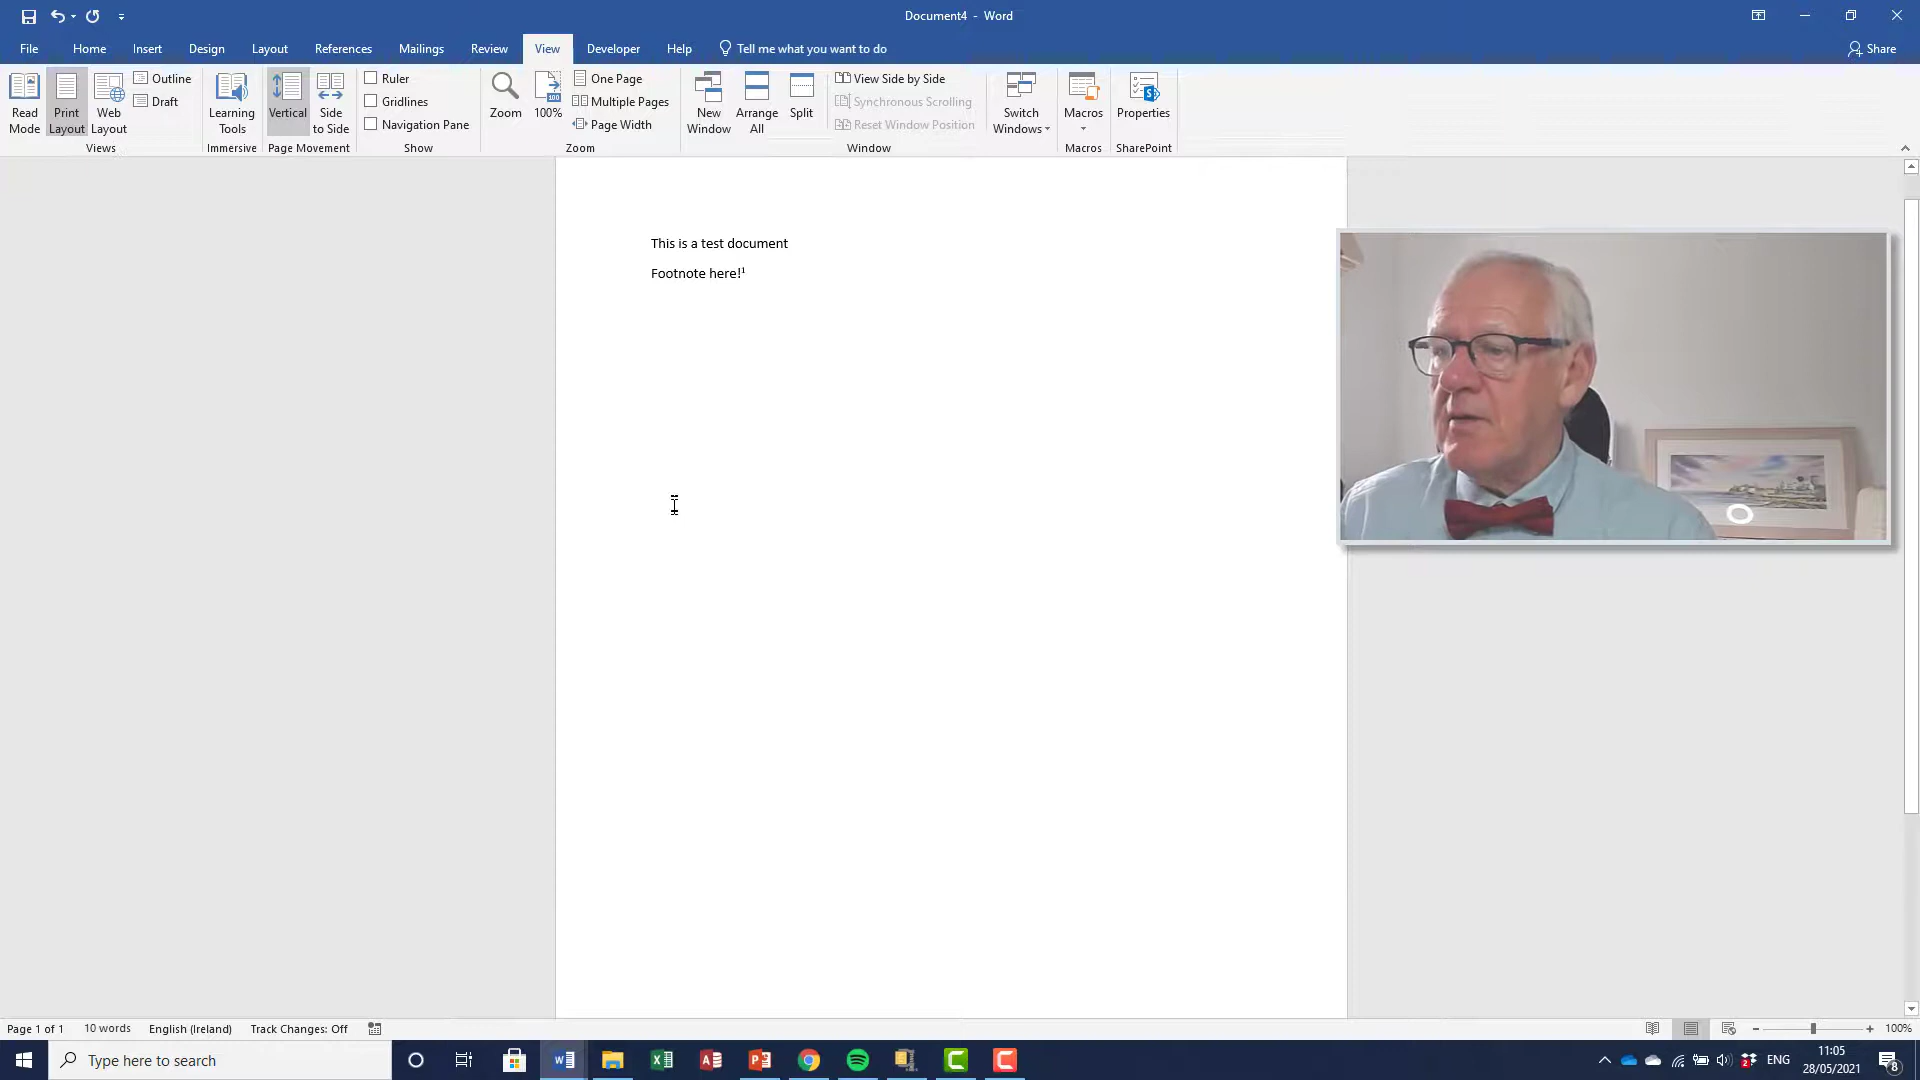 Document4 - Word
File Home Insert Design Layout References Mailings Review View Developer Help Tell me what you want to do Share
Read Mode
Print Layout
Web Layout
Outline
Draft
Views
Learning Tools
Immersive
Vertical
Side to Side
Page Movement
Ruler
Gridlines
Navigation Pane
Show
Zoom
100%
One Page
Multiple Pages
Page Width
Zoom
New Window
Arrange All
Split
View Side by Side
Synchronous Scrolling
Reset Window Position
Window
Switch Windows
Macros
Macros
Properties
SharePoint
This is a test document
Footnote here!¹
Page 1 of 1 10 words English (Ireland) Track Changes: Off 100%
Type here to search
ENG
11:05
28/05/2021
8